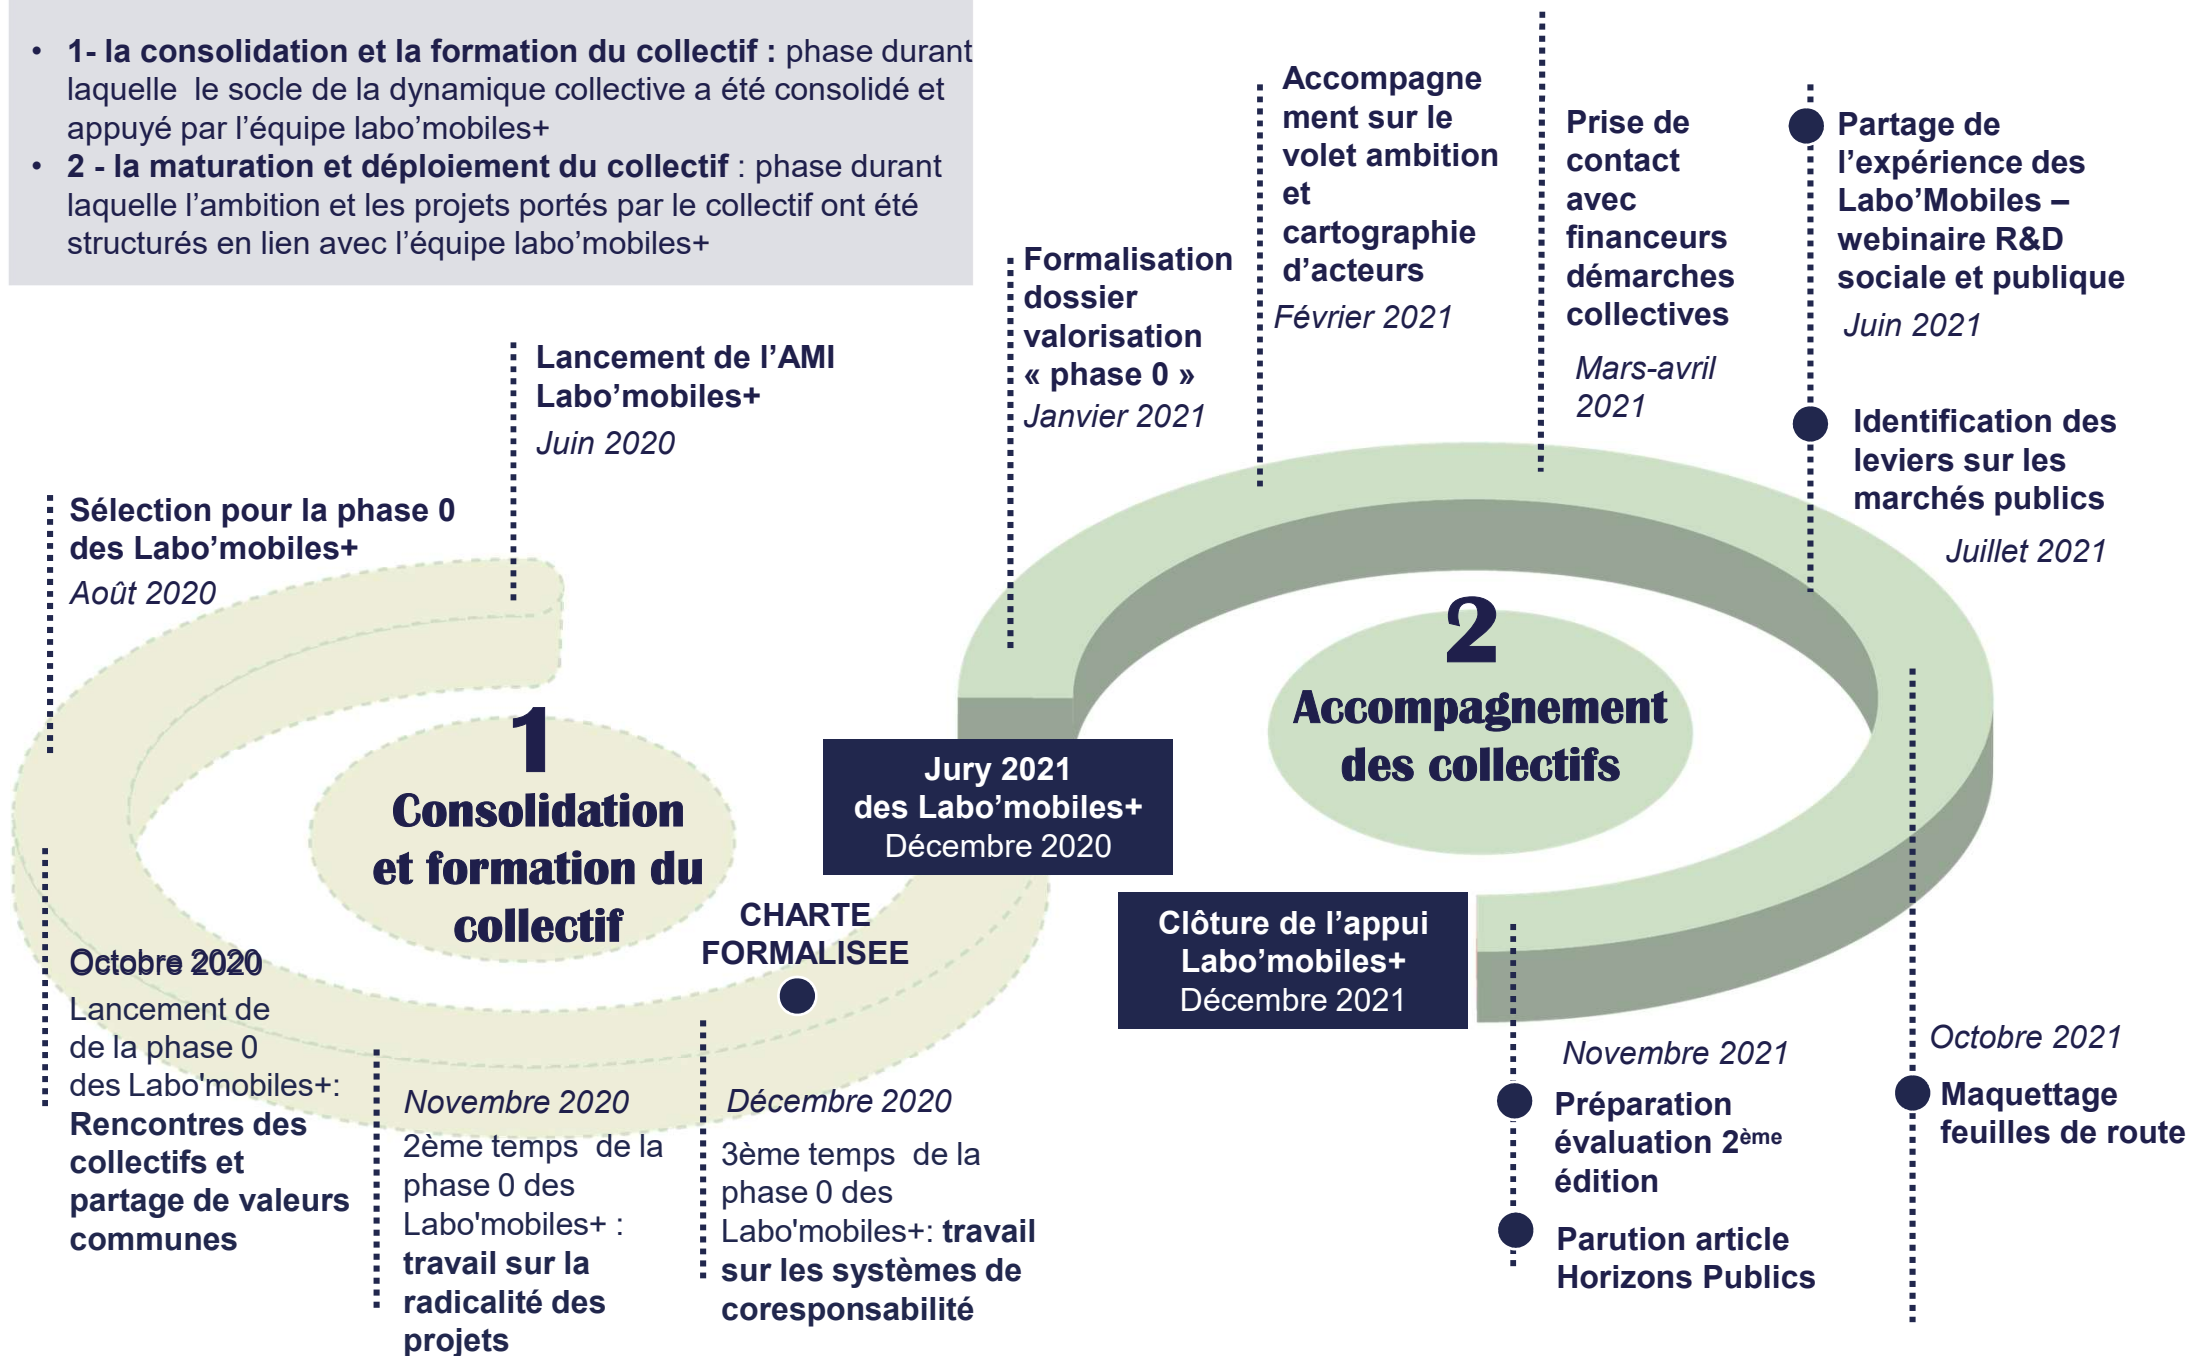 • 1- la consolidation et la formation du collectif : phase durant
laquelle le socle de la dynamique collective a été consolidé et
appuyé par l’équipe labo’mobiles+
• 2 - la maturation et déploiement du collectif : phase durant
laquelle l’ambition et les projets portés par le collectif ont été
structurés en lien avec l’équipe labo’mobiles+
Lancement de l’AMI
Labo’mobiles+
Juin 2020
Sélection pour la phase 0
des Labo’mobiles+
Août 2020
1
Consolidation
et formation du
collectif
Octobre 2020
Lancement de
de la phase 0
des Labo'mobiles+:
Rencontres des
collectifs et
partage de valeurs
communes
Novembre 2020
2ème temps de la
phase 0 des
Labo'mobiles+ :
travail sur la
radicalité des
projets
CHARTE
FORMALISEE
Décembre 2020
3ème temps de la
phase 0 des
Labo'mobiles+: travail
sur les systèmes de
coresponsabilité
Jury 2021
des Labo’mobiles+
Décembre 2020
Formalisation
dossier
valorisation
« phase 0 »
Janvier 2021
Accompagne
ment sur le
volet ambition
et
cartographie
d’acteurs
Février 2021
Prise de
contact
avec
financeurs
démarches
collectives
Mars-avril
2021
Partage de
l’expérience des
Labo’Mobiles –
webinaire R&D
sociale et publique
Juin 2021
Identification des
leviers sur les
marchés publics
Juillet 2021
2
Accompagnement
des collectifs
Octobre 2021
Maquettage
feuilles de route
Novembre 2021
Préparation
évaluation 2ème
édition
Parution article
Horizons Publics
Clôture de l’appui
Labo’mobiles+
Décembre 2021